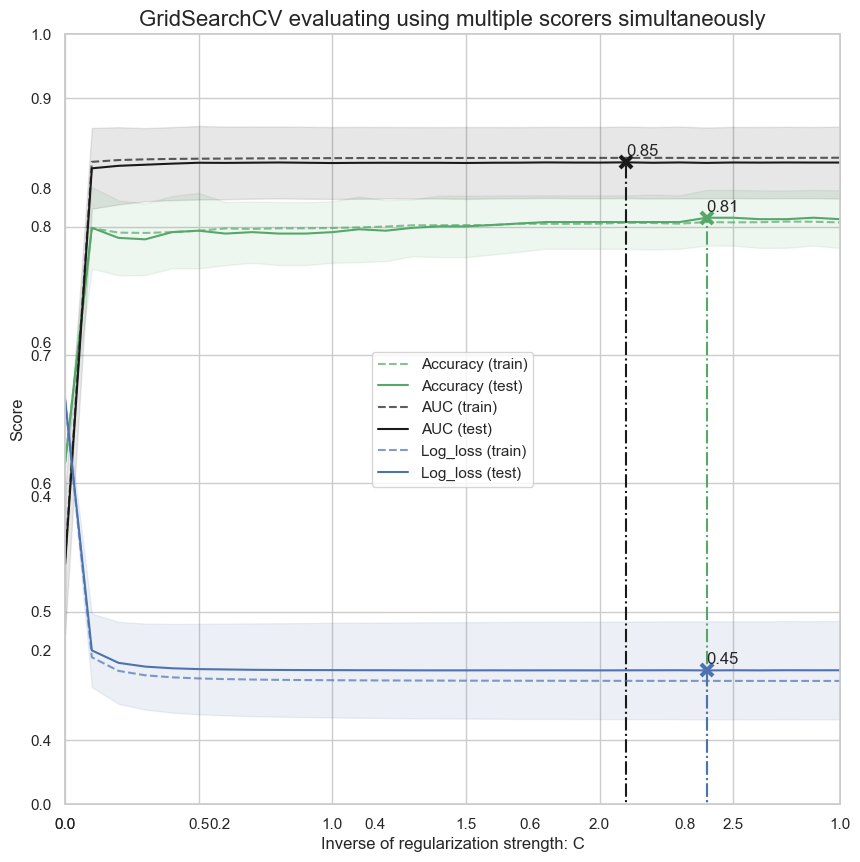 GridSearchCV evaluating using multiple scorers simultaneously
1.0
0.9
0.85
0.8
0.81
0.8
0.6
0.7
Accuracy (train)
Accuracy (test)
AUC (train)
AUC (test)
Log_loss (train)
Log_loss (test)
Score
0.6
0.4
0.5
0.2
0.45
0.4
0.0
0.0 0.5 0.2 1.0 0.4 1.5 0.6 2.0 0.8 2.5 1.0
Inverse of regularization strength: C